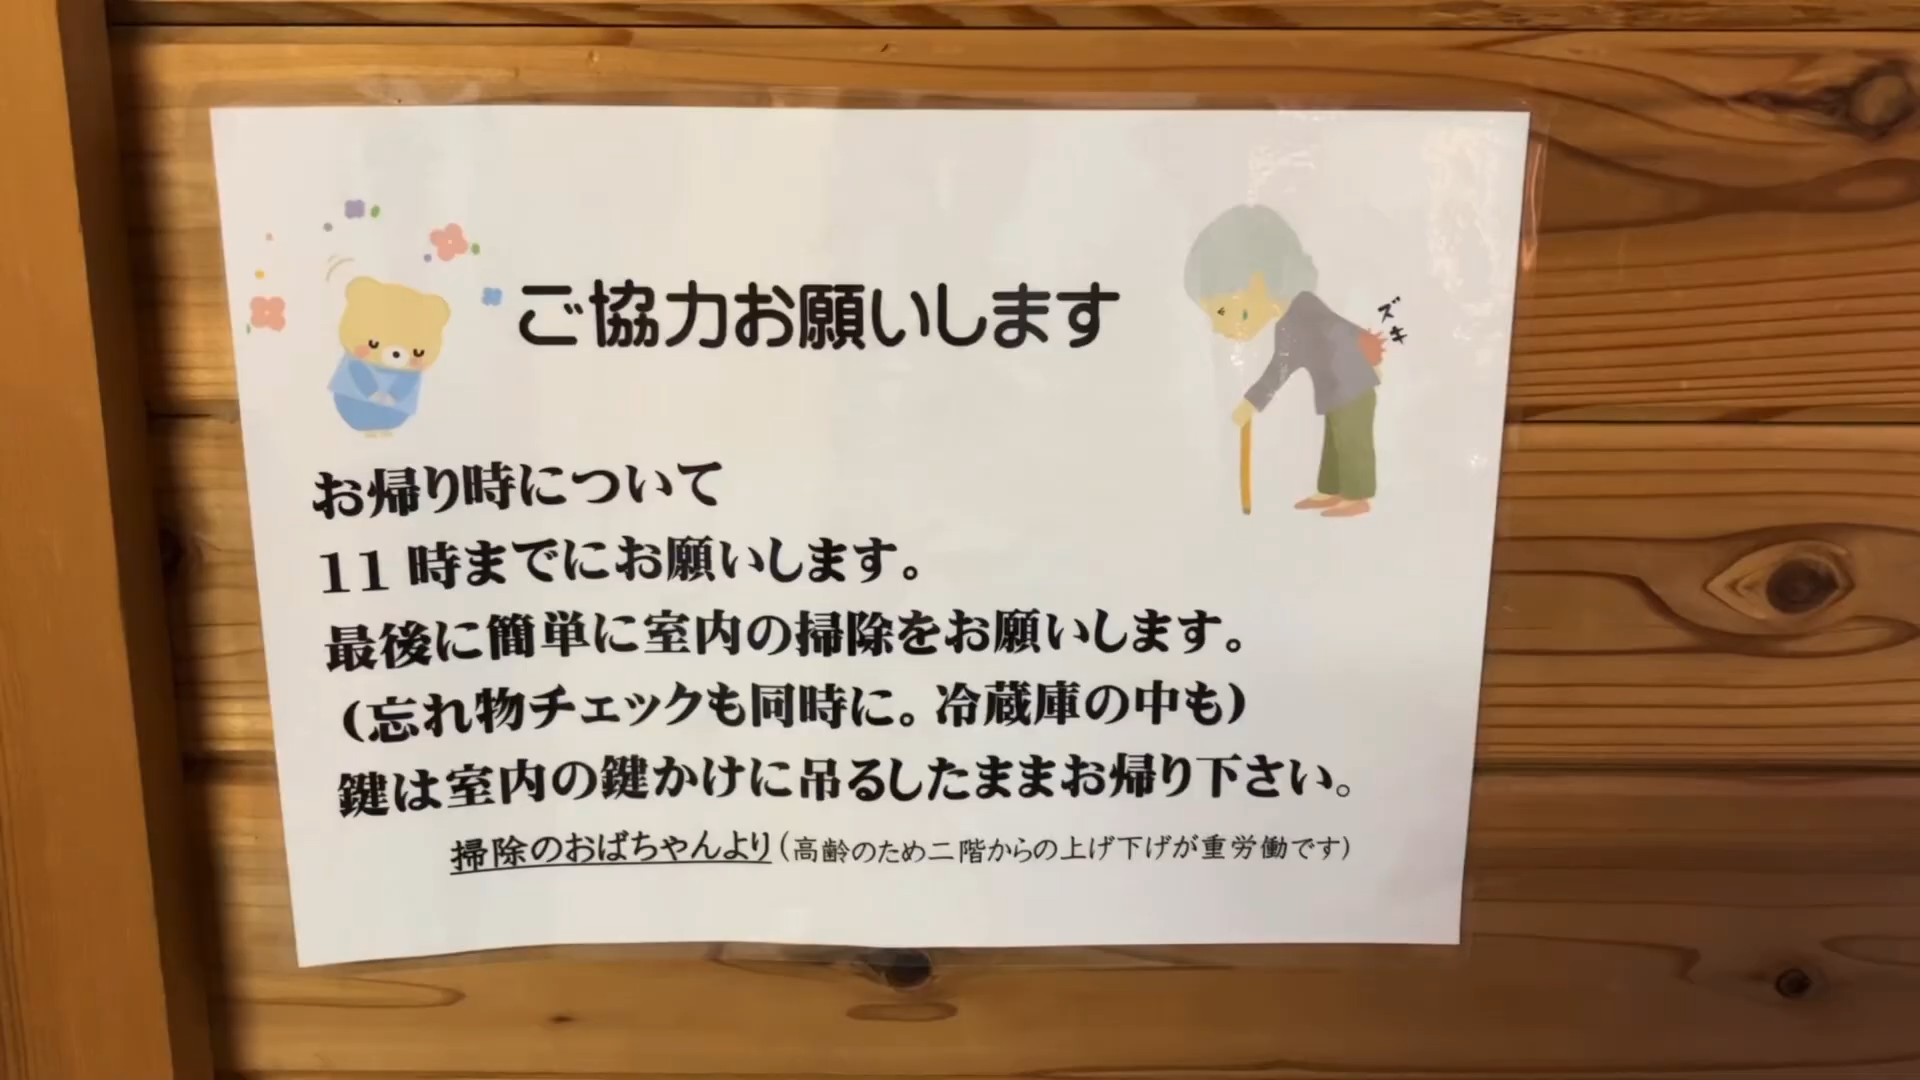 ご協力お願いします
ズキ
お帰り時について
11 時までにお願いします。
最後に簡単に室内の掃除をお願いします。
(忘れ物チェックも同時に。冷蔵庫の中も)
鍵は室内の鍵かけに吊るしたままお帰り下さい。
掃除のおばちゃんより(高齢のため二階からの上げ下げが重労働です)